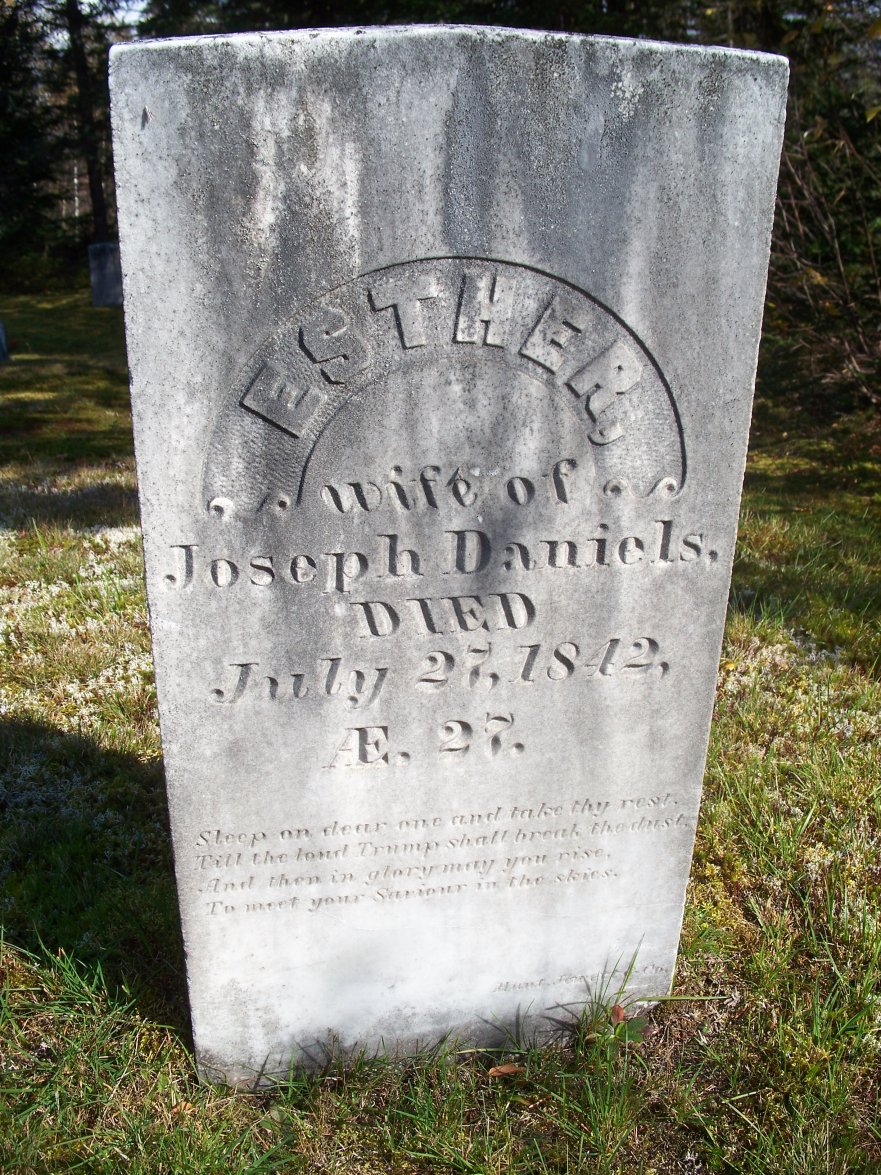 ESTHER,
wife of
Joseph Daniels,
DIED
July 27, 1842,
Æ. 27.
Sleep on dear one and take thy rest.
Till the loud Trump shall break the dust,
And then in glory may you rise,
To meet your Saviour in the skies.
Hunt